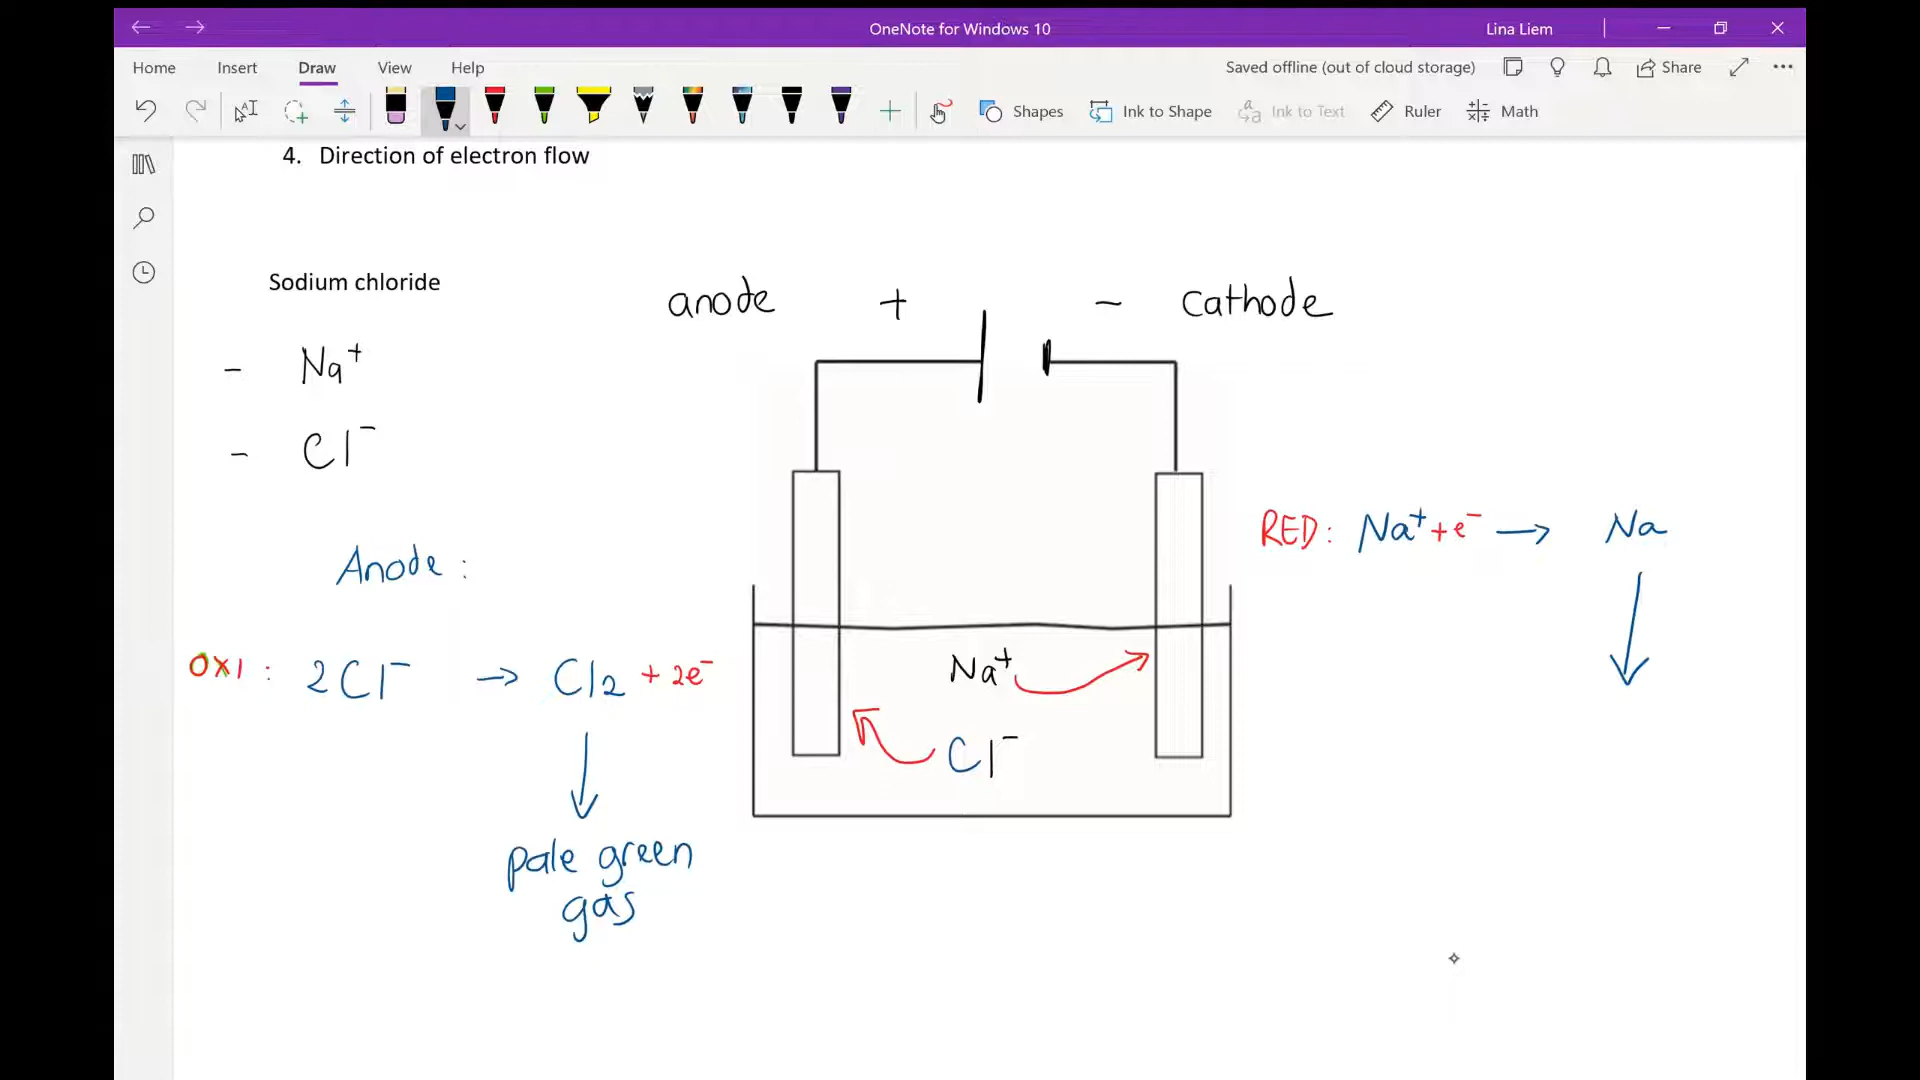 OneNote for Windows 10
Lina Liem
Home Insert Draw View Help
Saved offline (out of cloud storage)
Share
Shapes
Ink to Shape
Ink to Text
Ruler
Math
4. Direction of electron flow
Sodium chloride
anode + - cathode
- Na⁺
- Cl⁻
RED: Na⁺ + e⁻ → Na
Anode:
OXI: 2Cl⁻ → Cl₂ + 2e⁻
Na⁺
Cl⁻
pale green
gas